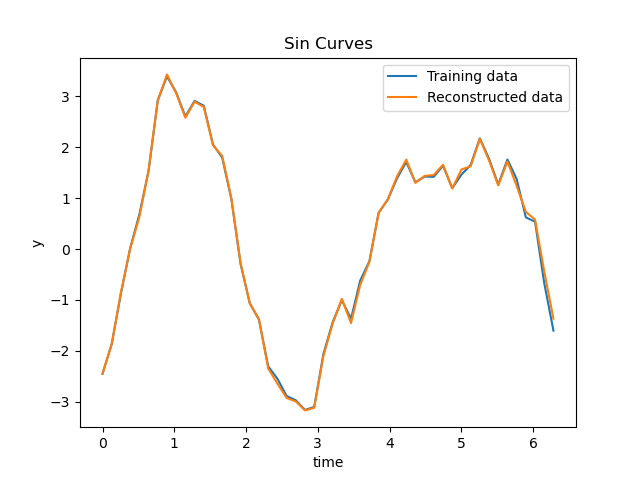 Sin Curves
Training data
Reconstructed data
y
3
2
1
0
−1
−2
−3
0 1 2 3 4 5 6
time